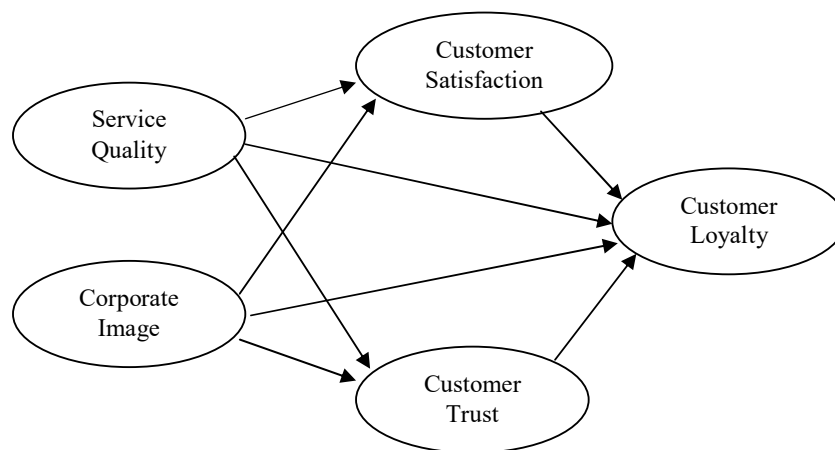 Customer
Satisfaction
Service
Quality
Customer
Loyalty
Corporate
Image
Customer
Trust